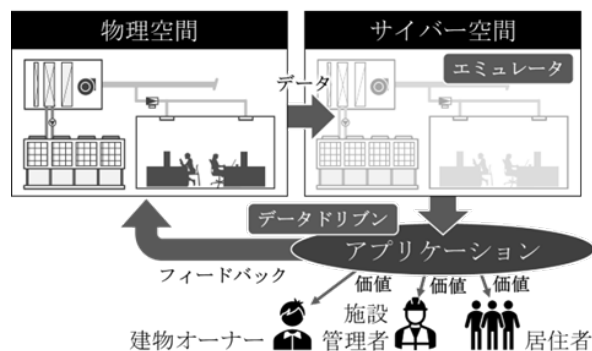 物理空間
サイバー空間
エミュレータ
データ
データドリブン
アプリケーション
フィードバック
価値
価値
価値
建物オーナー
施設
管理者
居住者